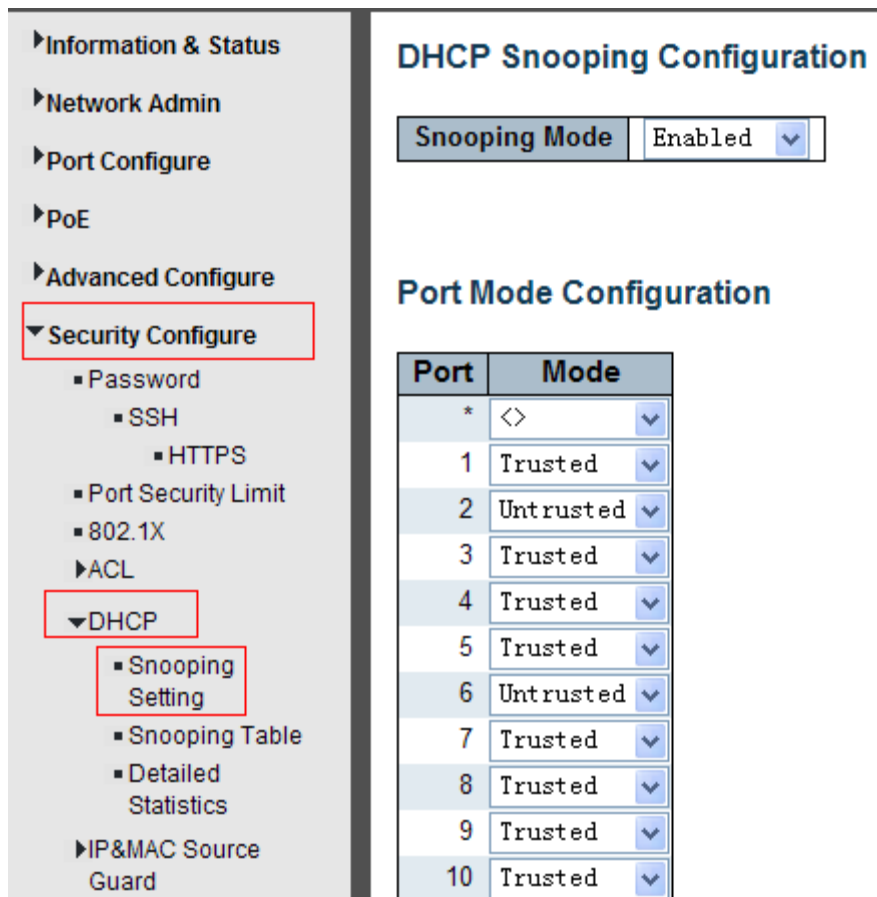 Information & Status
Network Admin
Port Configure
PoE
Advanced Configure
Security Configure
Password
SSH
HTTPS
Port Security Limit
802.1X
ACL
DHCP
Snooping
Setting
Snooping Table
Detailed
Statistics
IP&MAC Source
Guard
DHCP Snooping Configuration
Snooping Mode Enabled
Port Mode Configuration
Port Mode
* <>
1 Trusted
2 Untrusted
3 Trusted
4 Trusted
5 Trusted
6 Untrusted
7 Trusted
8 Trusted
9 Trusted
10 Trusted